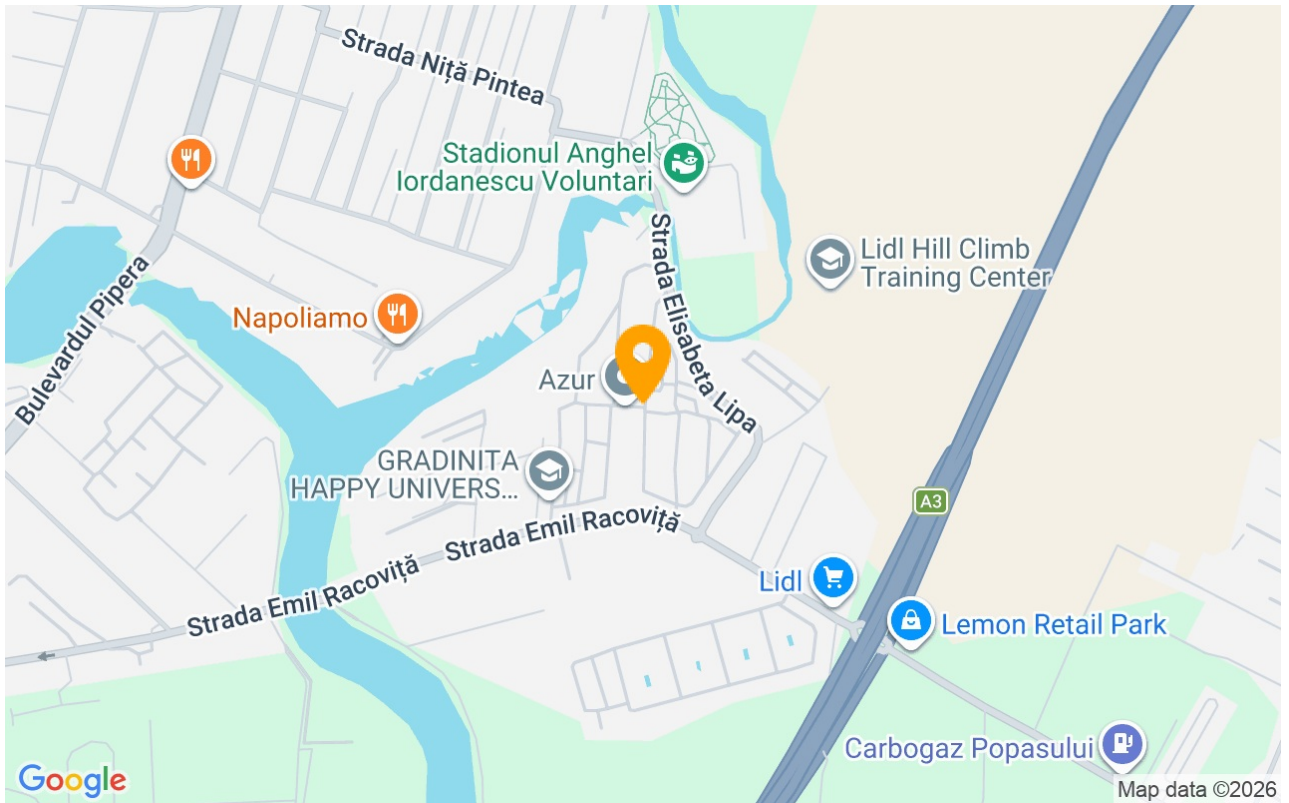 Strada Niță Pintea
Stadionul Anghel
Iordanescu Voluntari
Strada Elisabeta Lipa
Lidl Hill Climb
Training Center
Bulevardul Pipera
Napoliamo
Azur
GRADINITA
HAPPY UNIVERS...
A3
Strada Emil Racoviță
Strada Emil Racoviță
Lidl
Lemon Retail Park
Carbogaz Popasului
Google
Map data ©2026